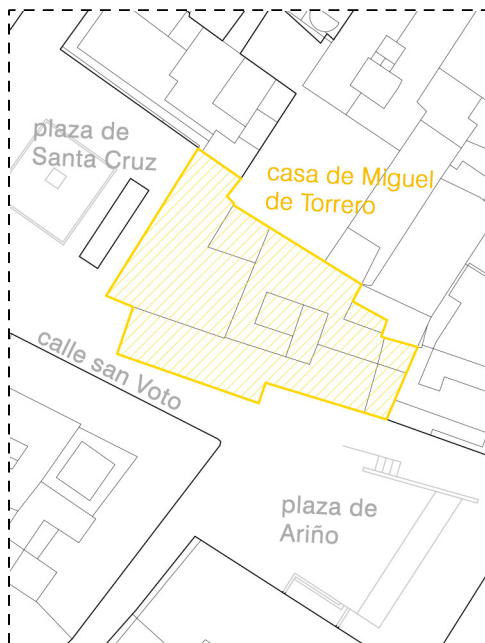 plaza de
Santa Cruz
casa de Miguel
de Torrero
calle san Voto
plaza de
Ariño